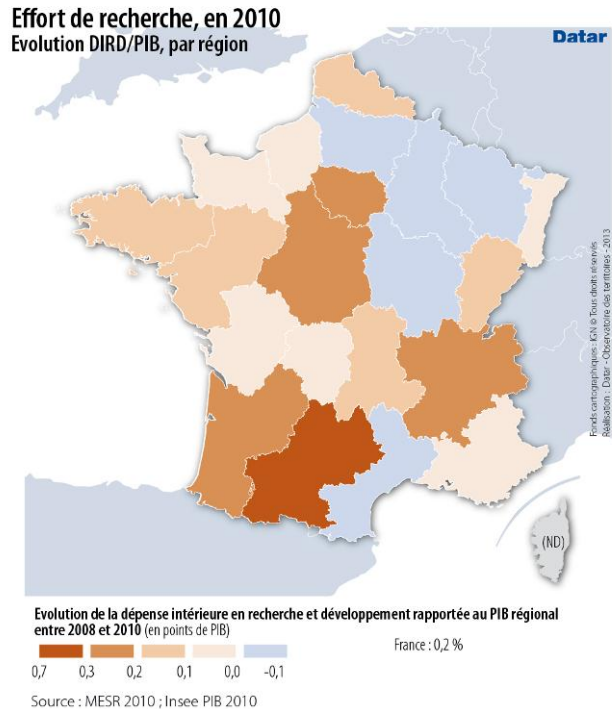 Effort de recherche, en 2010
Evolution DIRD/PIB, par région
Datar
Fonds cartographiques : IGN © Tous droits réservés
Réalisation : Datar - Observatoire des territoires - 2013
(ND)
Evolution de la dépense intérieure en recherche et développement rapportée au PIB régional
entre 2008 et 2010 (en points de PIB)
France : 0,2 %
0,7 0,3 0,2 0,1 0,0 -0,1
Source : MESR 2010 ; Insee PIB 2010